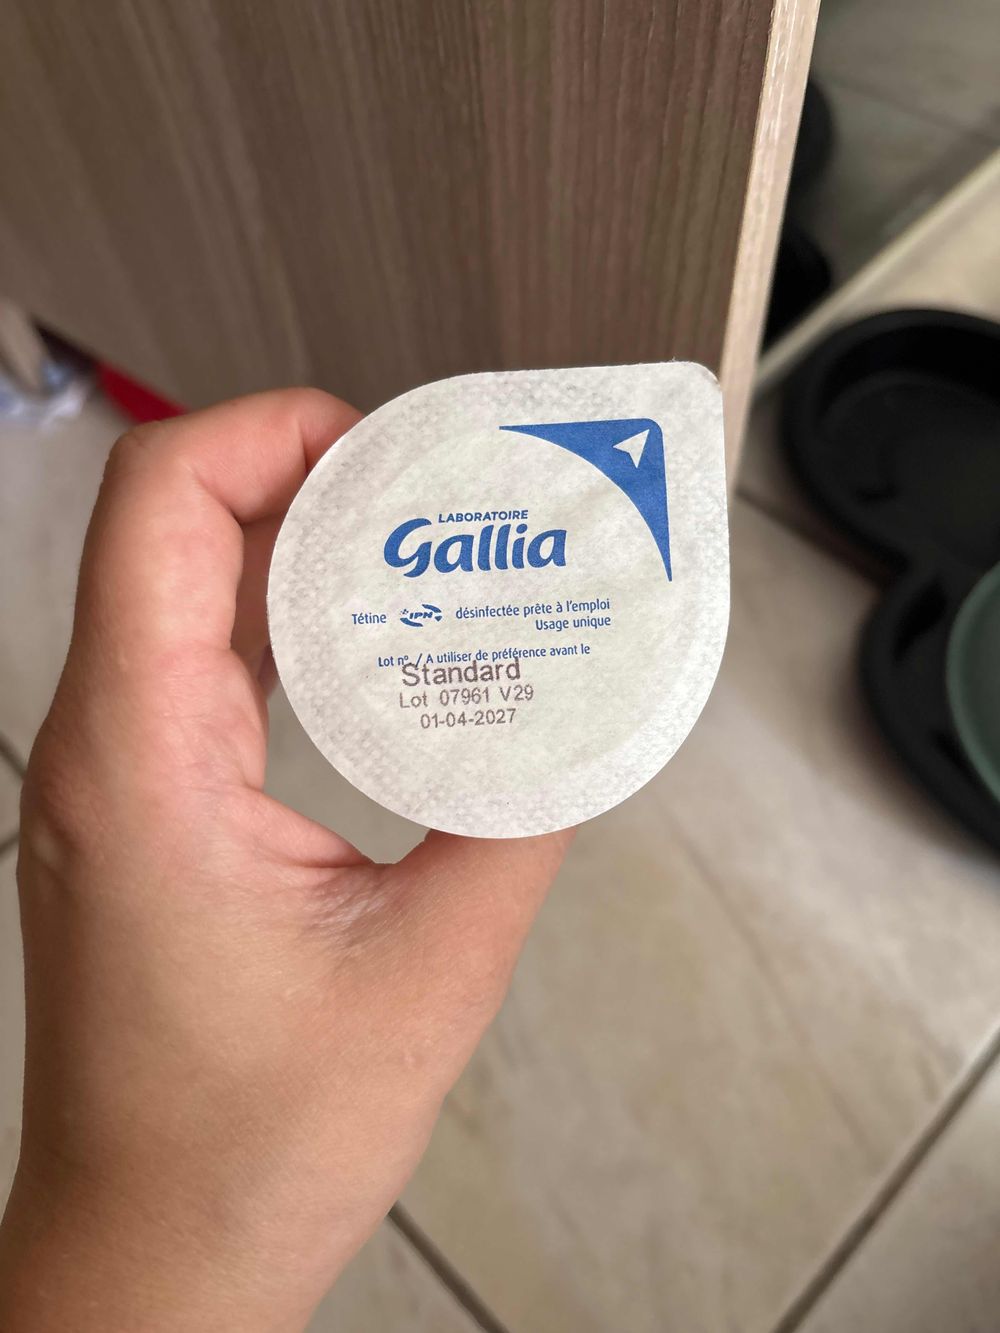 LABORATOIRE
Gallia
Tétine IPN désinfectée prête à l'emploi
Usage unique
Lot n° / A utiliser de préférence avant le
Standard
Lot 07961 V29
01-04-2027